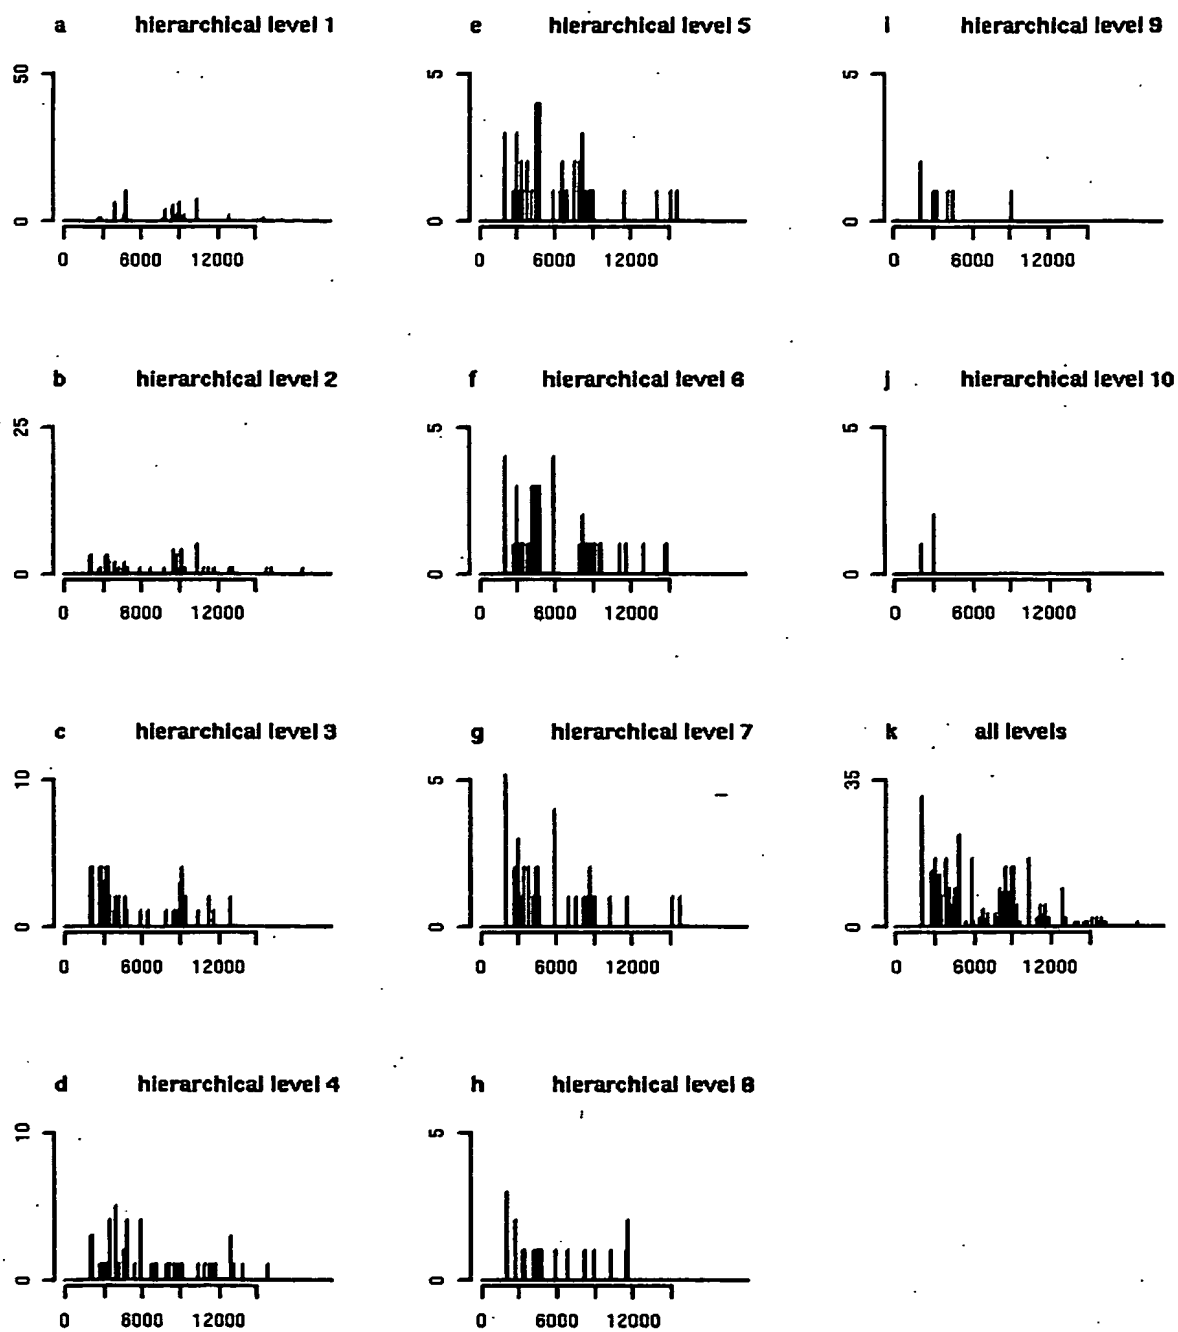 a hierarchical level 1
50
0
0 6000 12000
b hierarchical level 2
25
0
0 6000 12000
c hierarchical level 3
10
0
0 6000 12000
d hierarchical level 4
10
0
0 6000 12000
e hierarchical level 5
5
0
0 6000 12000
f hierarchical level 6
5
0
0 6000 12000
g hierarchical level 7
5
0
0 6000 12000
h hierarchical level 8
5
0
0 6000 12000
i hierarchical level 9
5
0
0 6000 12000
j hierarchical level 10
5
0
0 6000 12000
k all levels
35
0
0 6000 12000